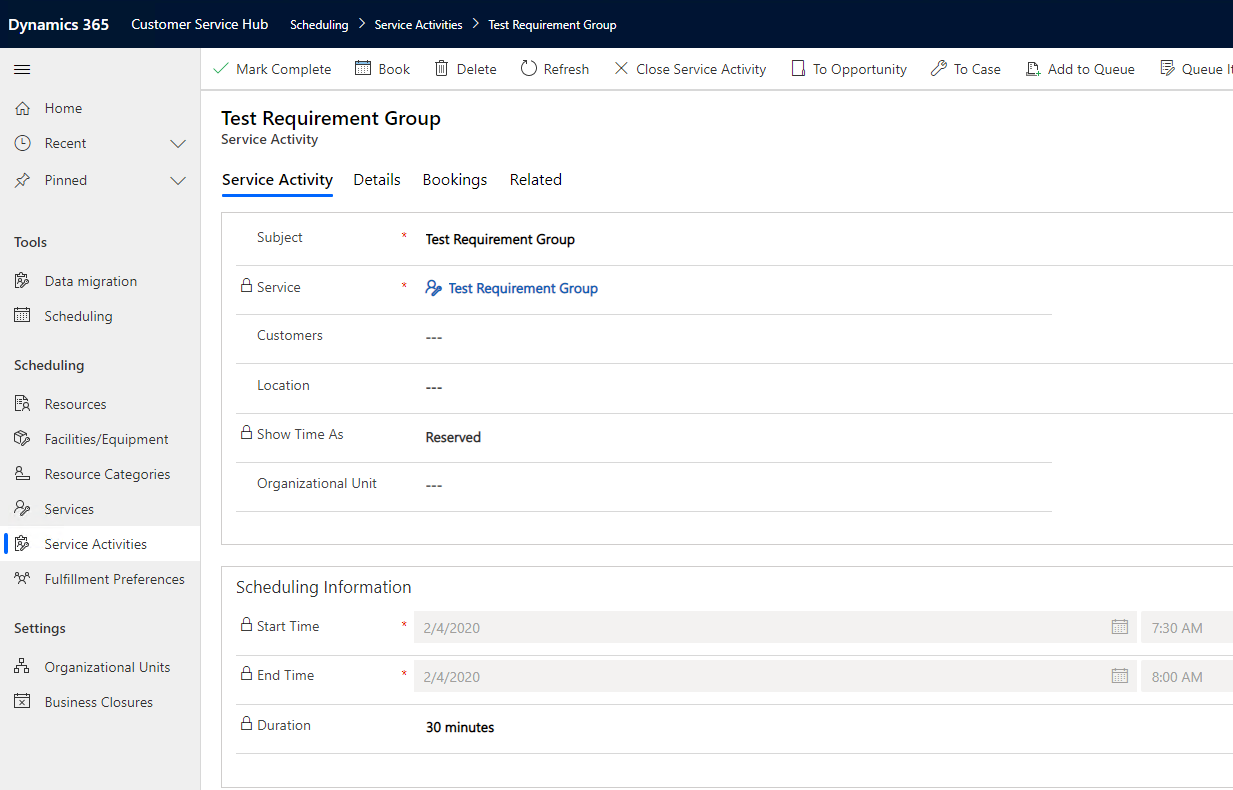 Dynamics 365 Customer Service Hub Scheduling > Service Activities > Test Requirement Group
Mark Complete Book Delete Refresh Close Service Activity To Opportunity To Case Add to Queue Queue It
Home
Recent
Pinned
Tools
Data migration
Scheduling
Scheduling
Resources
Facilities/Equipment
Resource Categories
Services
Service Activities
Fulfillment Preferences
Settings
Organizational Units
Business Closures
Test Requirement Group
Service Activity
Service Activity Details Bookings Related
Subject * Test Requirement Group
Service * Test Requirement Group
Customers ---
Location ---
Show Time As Reserved
Organizational Unit ---
Scheduling Information
Start Time * 2/4/2020 7:30 AM
End Time * 2/4/2020 8:00 AM
Duration 30 minutes